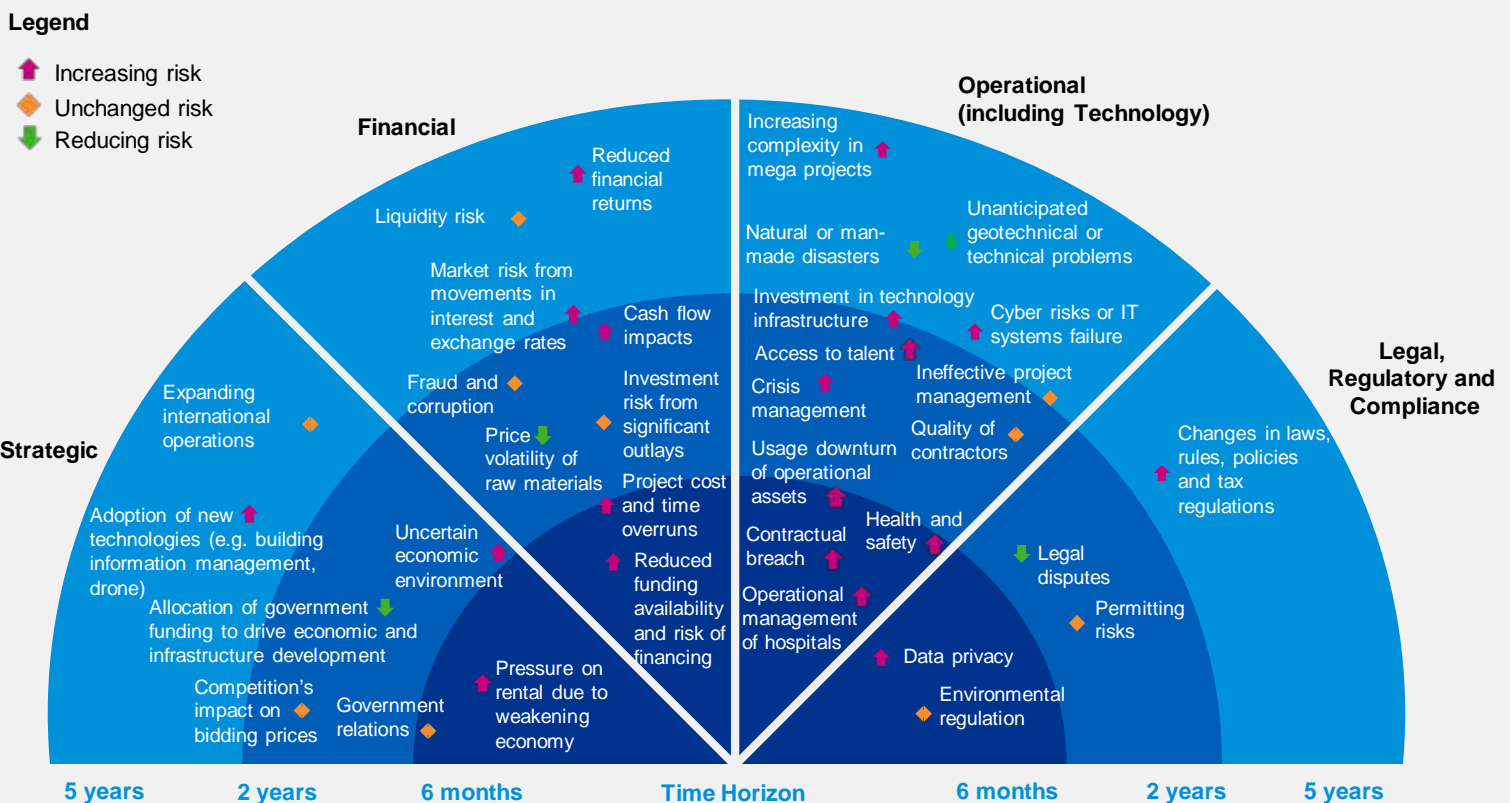 Legend
Increasing risk
Unchanged risk
Reducing risk
Financial
Operational
(including Technology)
Strategic
Legal,
Regulatory and
Compliance
Expanding
international
operations
Adoption of new
technologies (e.g. building
information management,
drone)
Allocation of government
funding to drive economic and
infrastructure development
Competition's
impact on
bidding prices
Government
relations
Pressure on
rental due to
weakening
economy
Uncertain
economic
environment
Reduced
financial
returns
Liquidity risk
Market risk from
movements in
interest and
exchange rates
Cash flow
impacts
Fraud and
corruption
Investment
risk from
significant
outlays
Price
volatility of
raw materials
Project cost
and time
overruns
Reduced
funding
availability
and risk of
financing
Increasing
complexity in
mega projects
Natural or man-
made disasters
Unanticipated
geotechnical or
technical problems
Investment in technology
infrastructure
Cyber risks or IT
systems failure
Access to talent
Crisis
management
Ineffective project
management
Quality of
contractors
Usage downturn
of operational
assets
Health and
safety
Contractual
breach
Operational
management
of hospitals
Changes in laws,
rules, policies
and tax
regulations
Legal
disputes
Permitting
risks
Data privacy
Environmental
regulation
5 years
2 years
6 months
Time Horizon
6 months
2 years
5 years